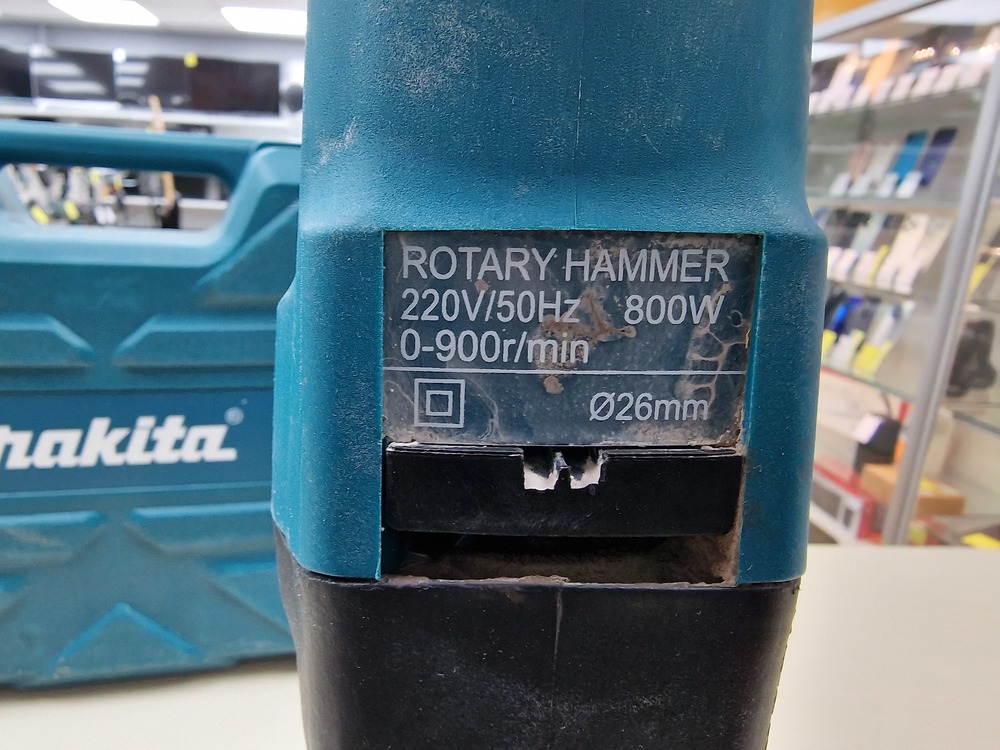 ROTARY HAMMER
220V/50Hz 800W
0-900r/min
Ø26mm
makita®